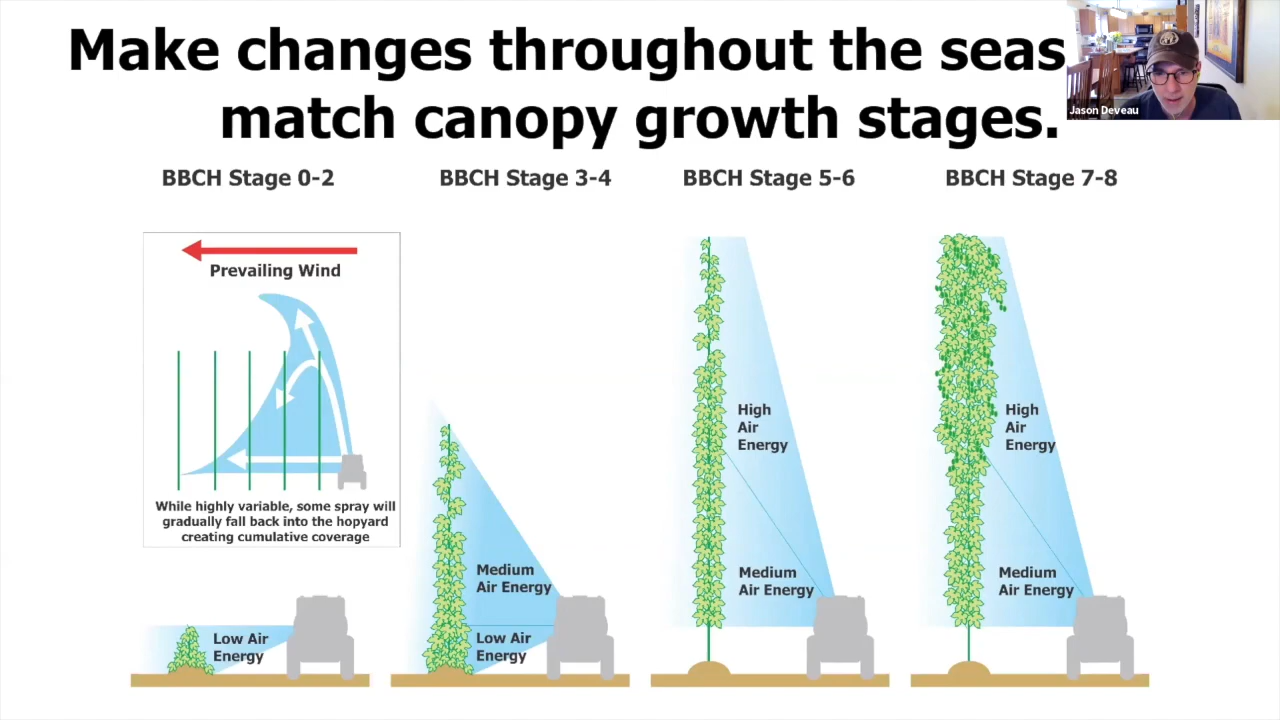 Make changes throughout the seas
match canopy growth stages.
Jason Deveau
BBCH Stage 0-2
BBCH Stage 3-4
BBCH Stage 5-6
BBCH Stage 7-8
Prevailing Wind
While highly variable, some spray will
gradually fall back into the hopyard
creating cumulative coverage
Low Air
Energy
Medium
Air Energy
Low Air
Energy
High
Air
Energy
Medium
Air Energy
High
Air
Energy
Medium
Air Energy